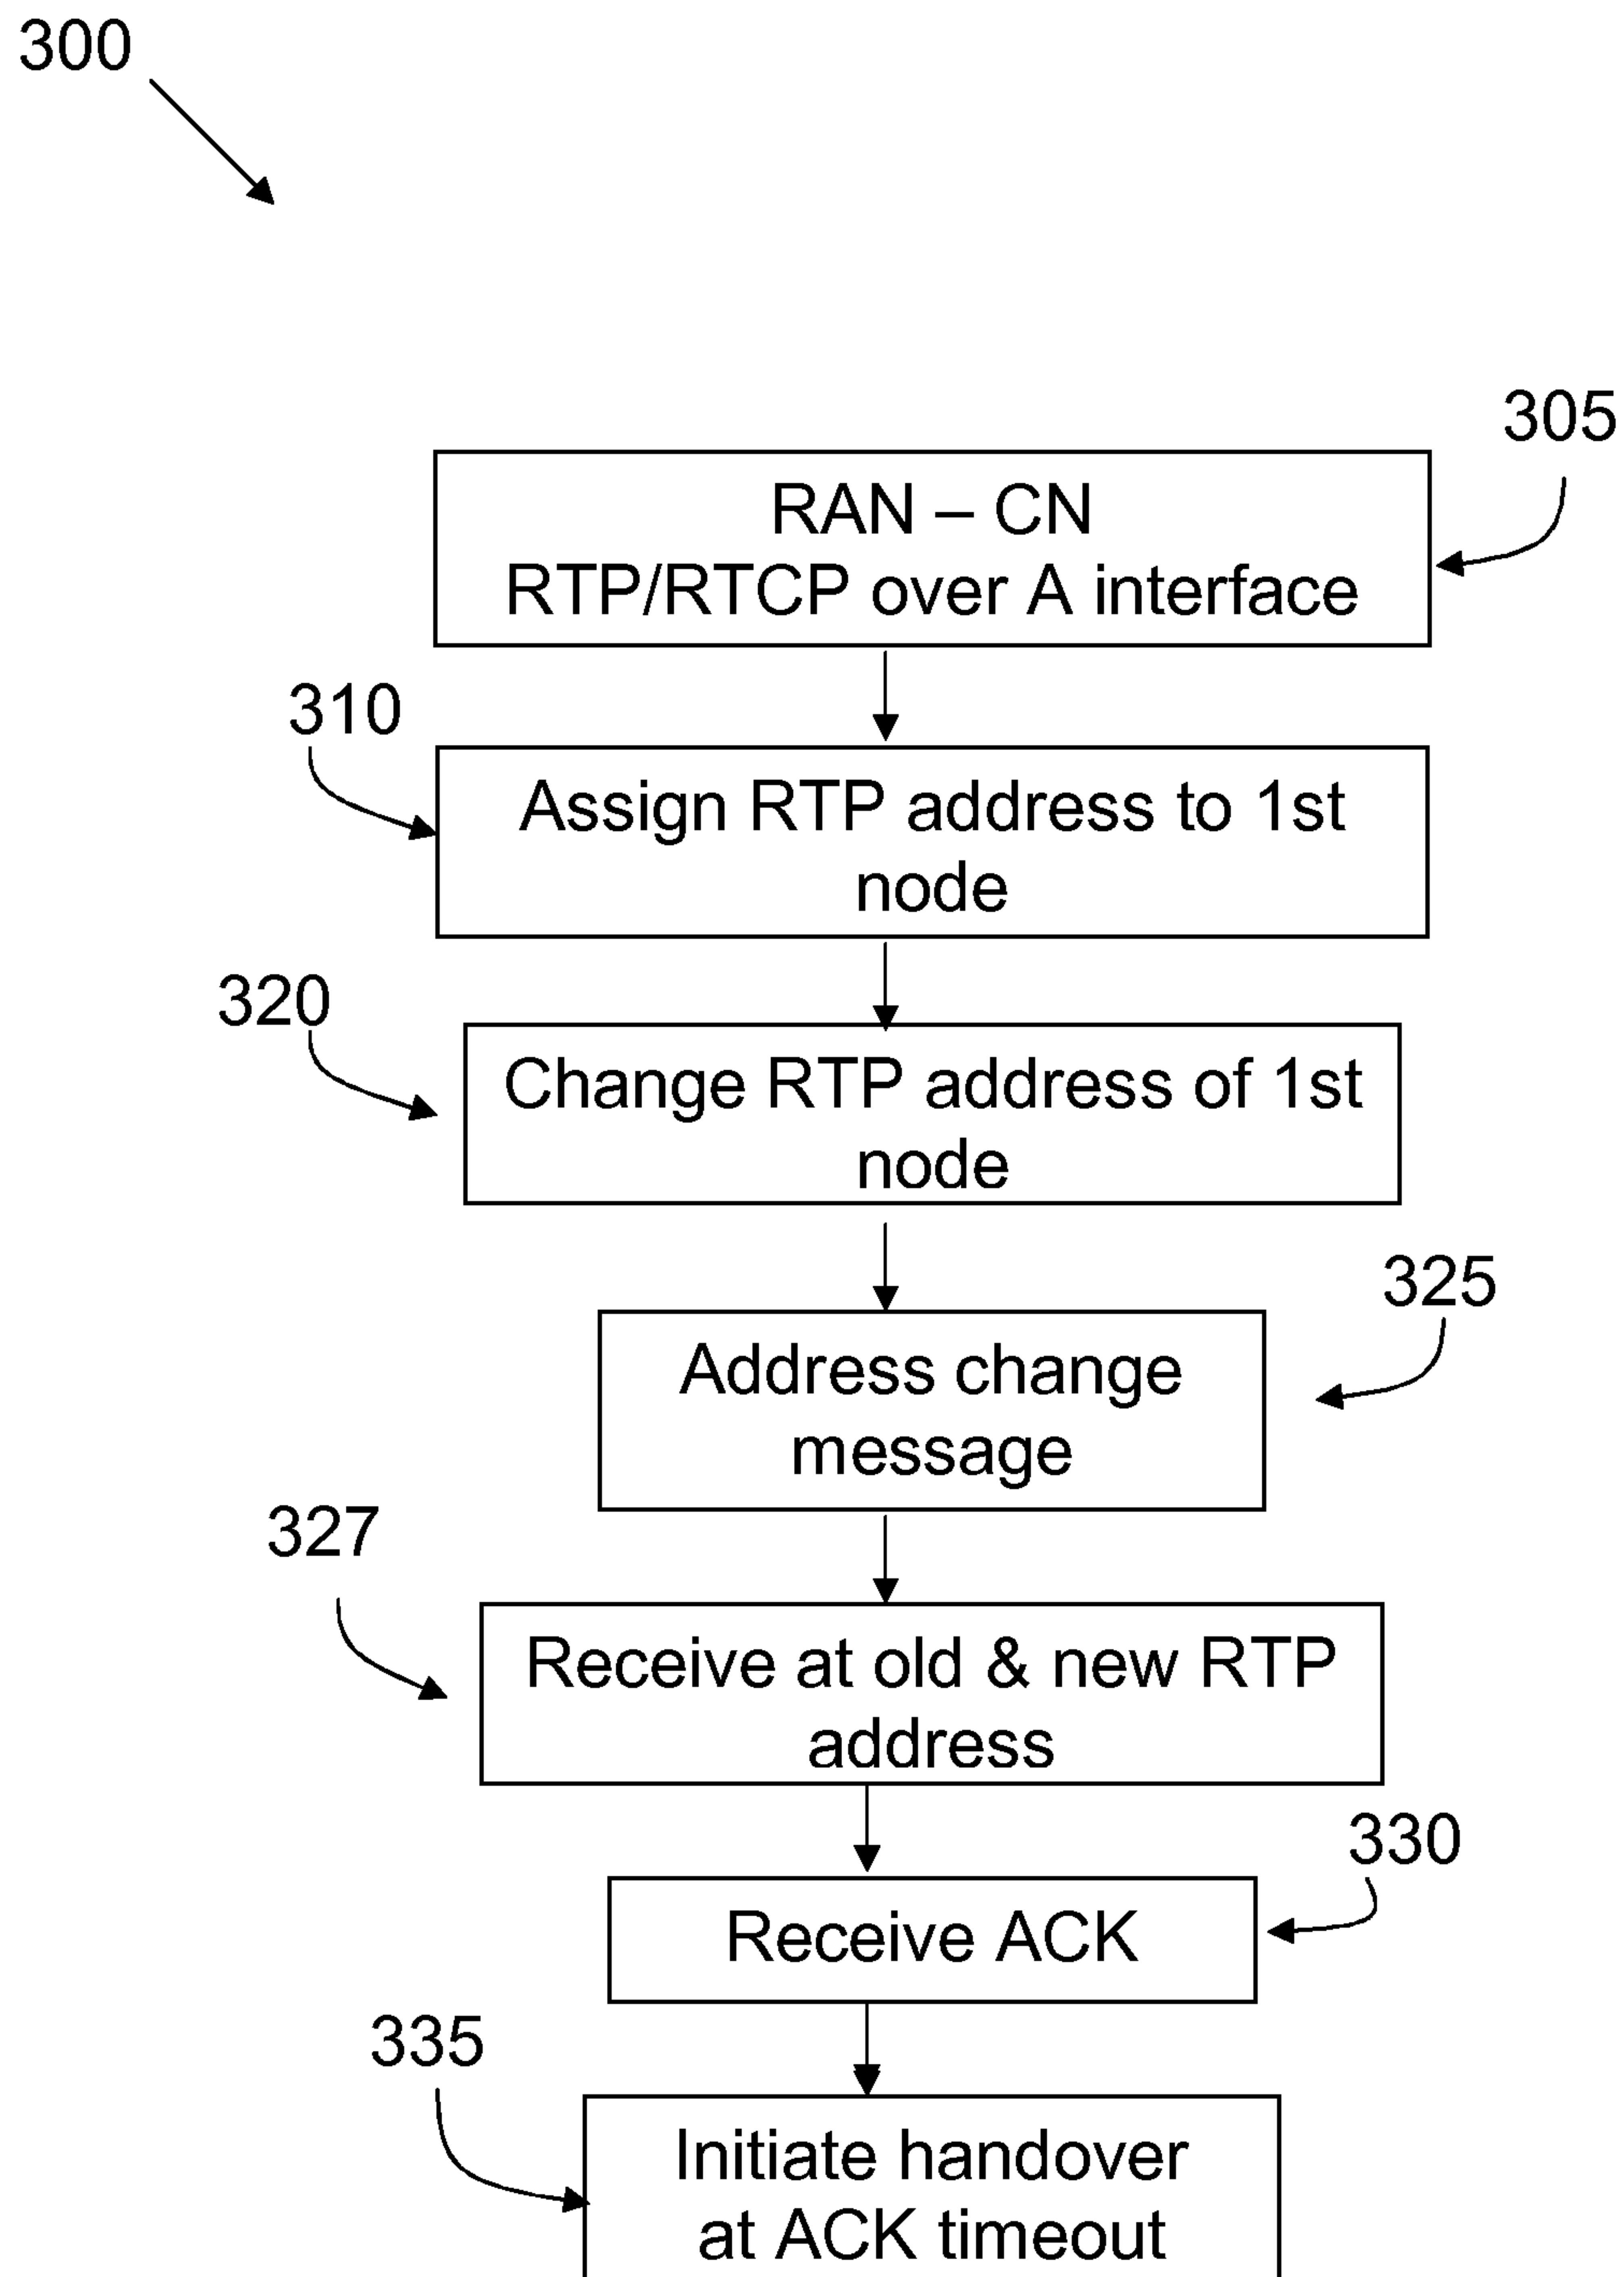 300
305
RAN – CN
RTP/RTCP over A interface
310
Assign RTP address to 1st
node
320
Change RTP address of 1st
node
325
Address change
message
327
Receive at old & new RTP
address
330
Receive ACK
335
Initiate handover
at ACK timeout